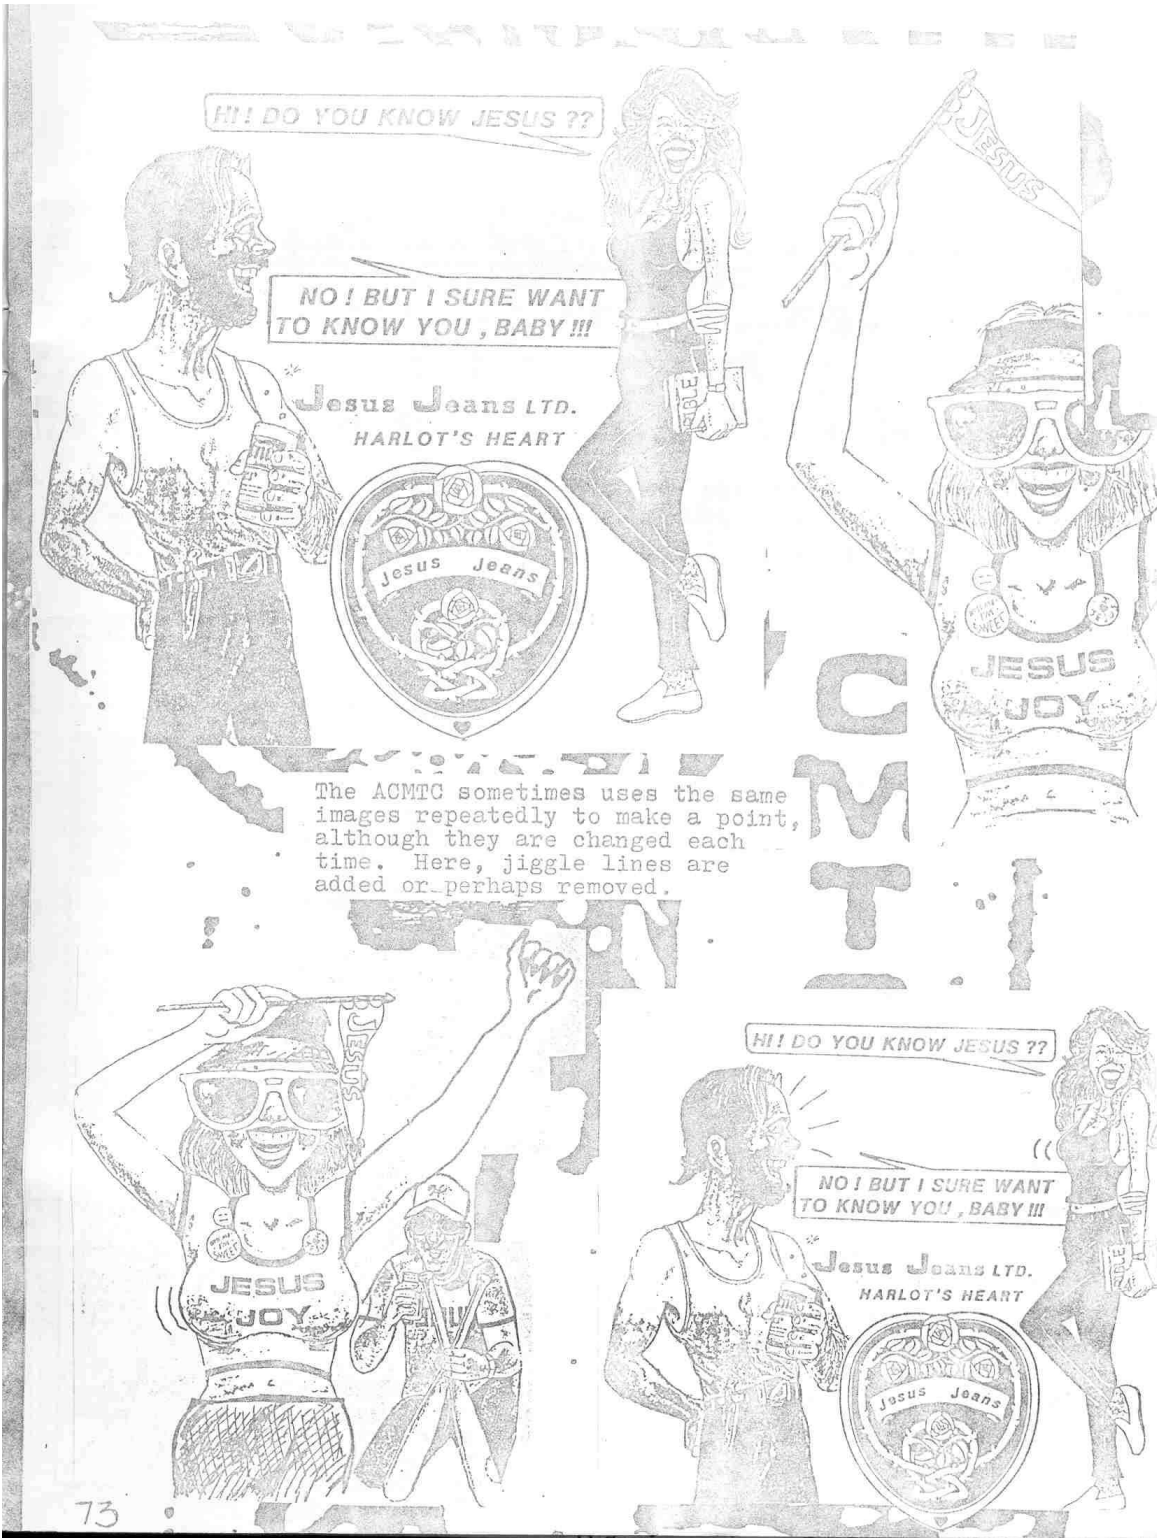 HI! DO YOU KNOW JESUS ??
NO! BUT I SURE WANT
TO KNOW YOU, BABY!!!
Jesus Jeans LTD.
HARLOT'S HEART
Jesus Jeans
BIBLE
JESUS
JESUS
JOY
C
M
T
The ACMTC sometimes uses the same
images repeatedly to make a point,
although they are changed each
time. Here, jiggle lines are
added or perhaps removed.
JESUS
JESUS
JOY
HI! DO YOU KNOW JESUS ??
NO! BUT I SURE WANT
TO KNOW YOU, BABY!!!
Jesus Jeans LTD.
HARLOT'S HEART
Jesus Jeans
73